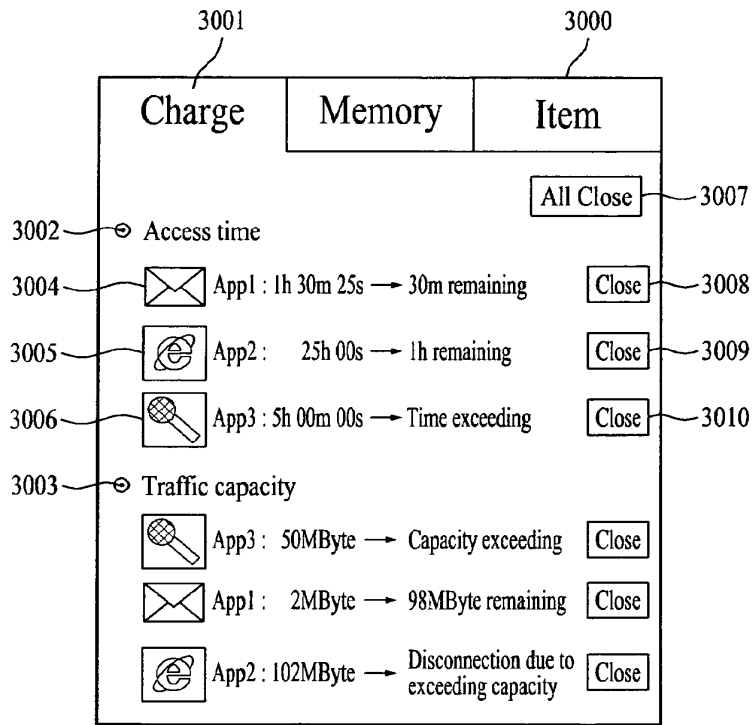 3001
3000
Charge
Memory
Item
All Close
3007
3002
Access time
3004
App1 : 1h 30m 25s → 30m remaining
Close
3008
3005
App2 : 25h 00s → 1h remaining
Close
3009
3006
App3 : 5h 00m 00s → Time exceeding
Close
3010
3003
Traffic capacity
App3 : 50MByte → Capacity exceeding
Close
App1 : 2MByte → 98MByte remaining
Close
App2 : 102MByte → Disconnection due to
exceeding capacity
Close